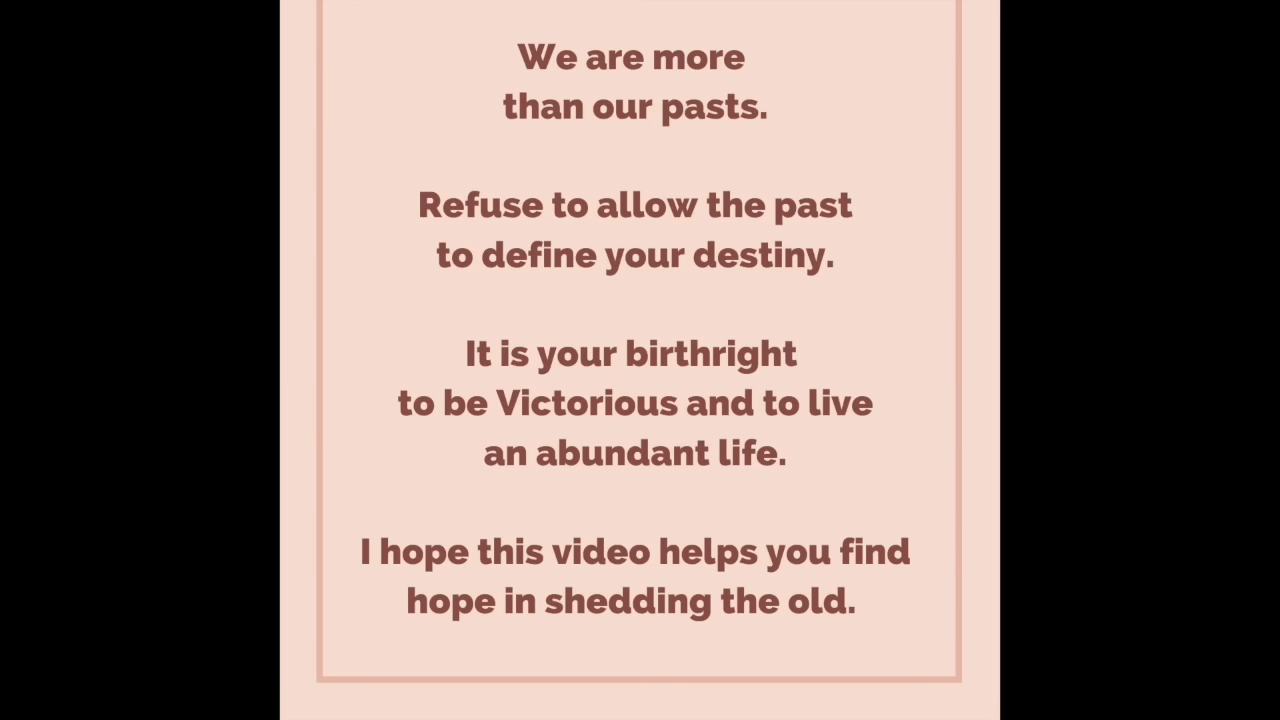 We are more
than our pasts.
Refuse to allow the past
to define your destiny.
It is your birthright
to be Victorious and to live
an abundant life.
I hope this video helps you find
hope in shedding the old.